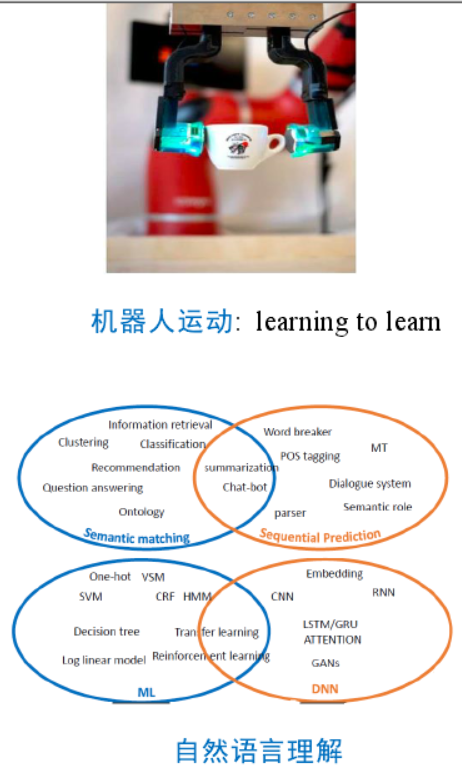 机器人运动: learning to learn
Information retrieval
Clustering
Classification
Recommendation
summarization
Question answering
Chat-bot
Ontology
Semantic matching
Word breaker
MT
POS tagging
Dialogue system
Semantic role
parser
Sequential Prediction
One-hot VSM
SVM CRF HMM
Decision tree
Transfer learning
Log linear model
Reinforcement learning
ML
Embedding
CNN
RNN
LSTM/GRU
ATTENTION
GANs
DNN
自然语言理解